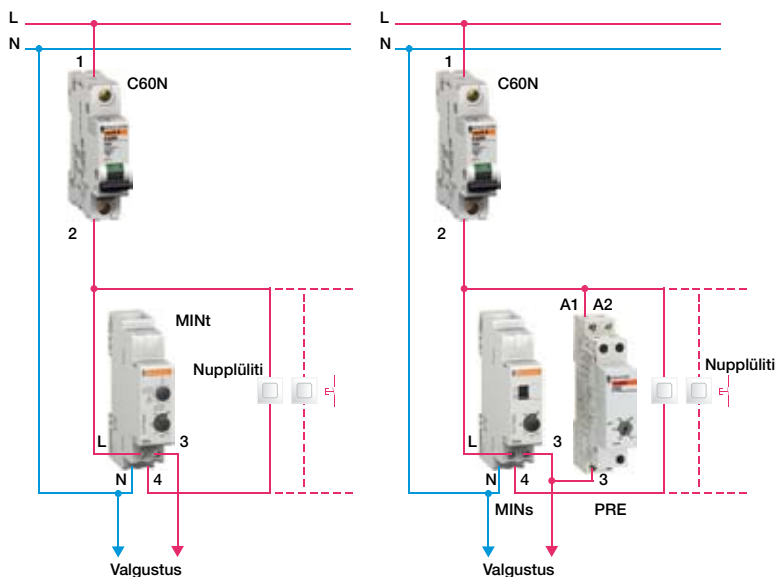 L
N
1
C60N
2
MINt
Nupplüliti
L
3
N
4
Valgustus
L
N
1
C60N
2
A1 A2
Nupplüliti
L
3
N
4
3
MINs
PRE
Valgustus